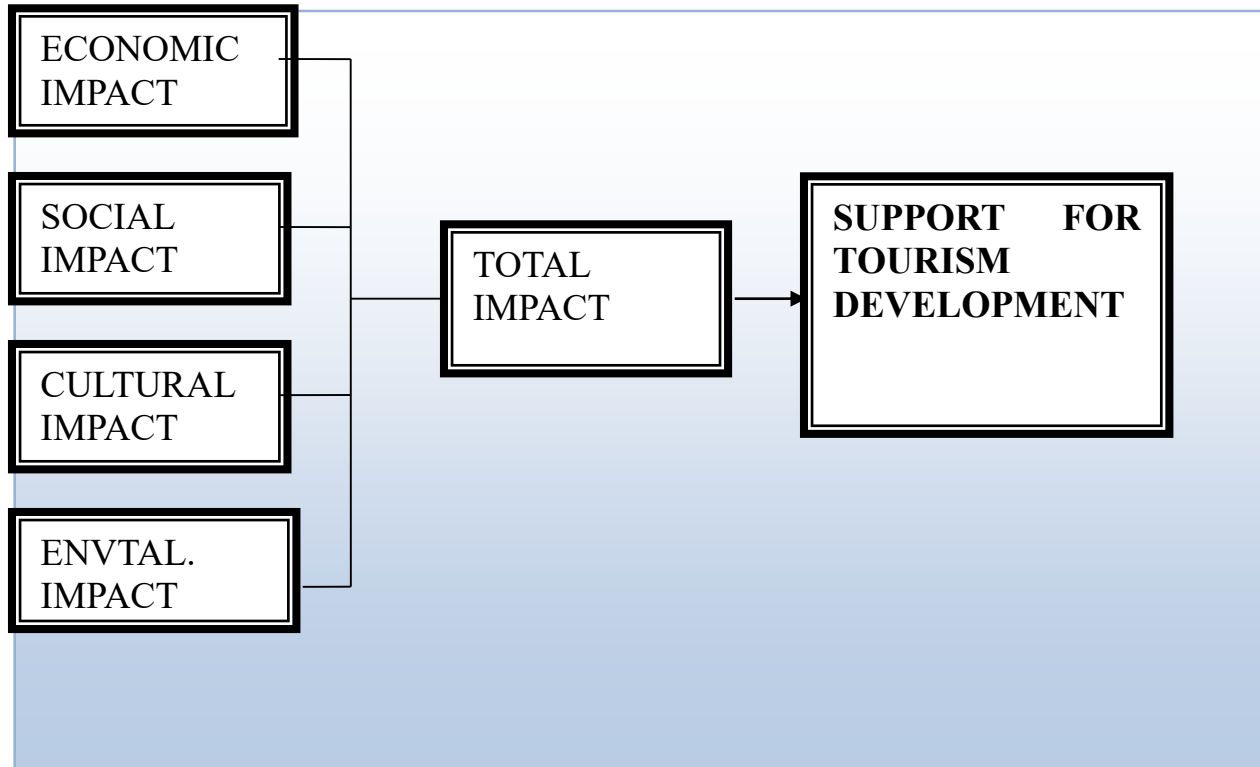 ECONOMIC
IMPACT
SOCIAL
IMPACT
CULTURAL
IMPACT
ENVTAL.
IMPACT
TOTAL
IMPACT
SUPPORT FOR
TOURISM
DEVELOPMENT